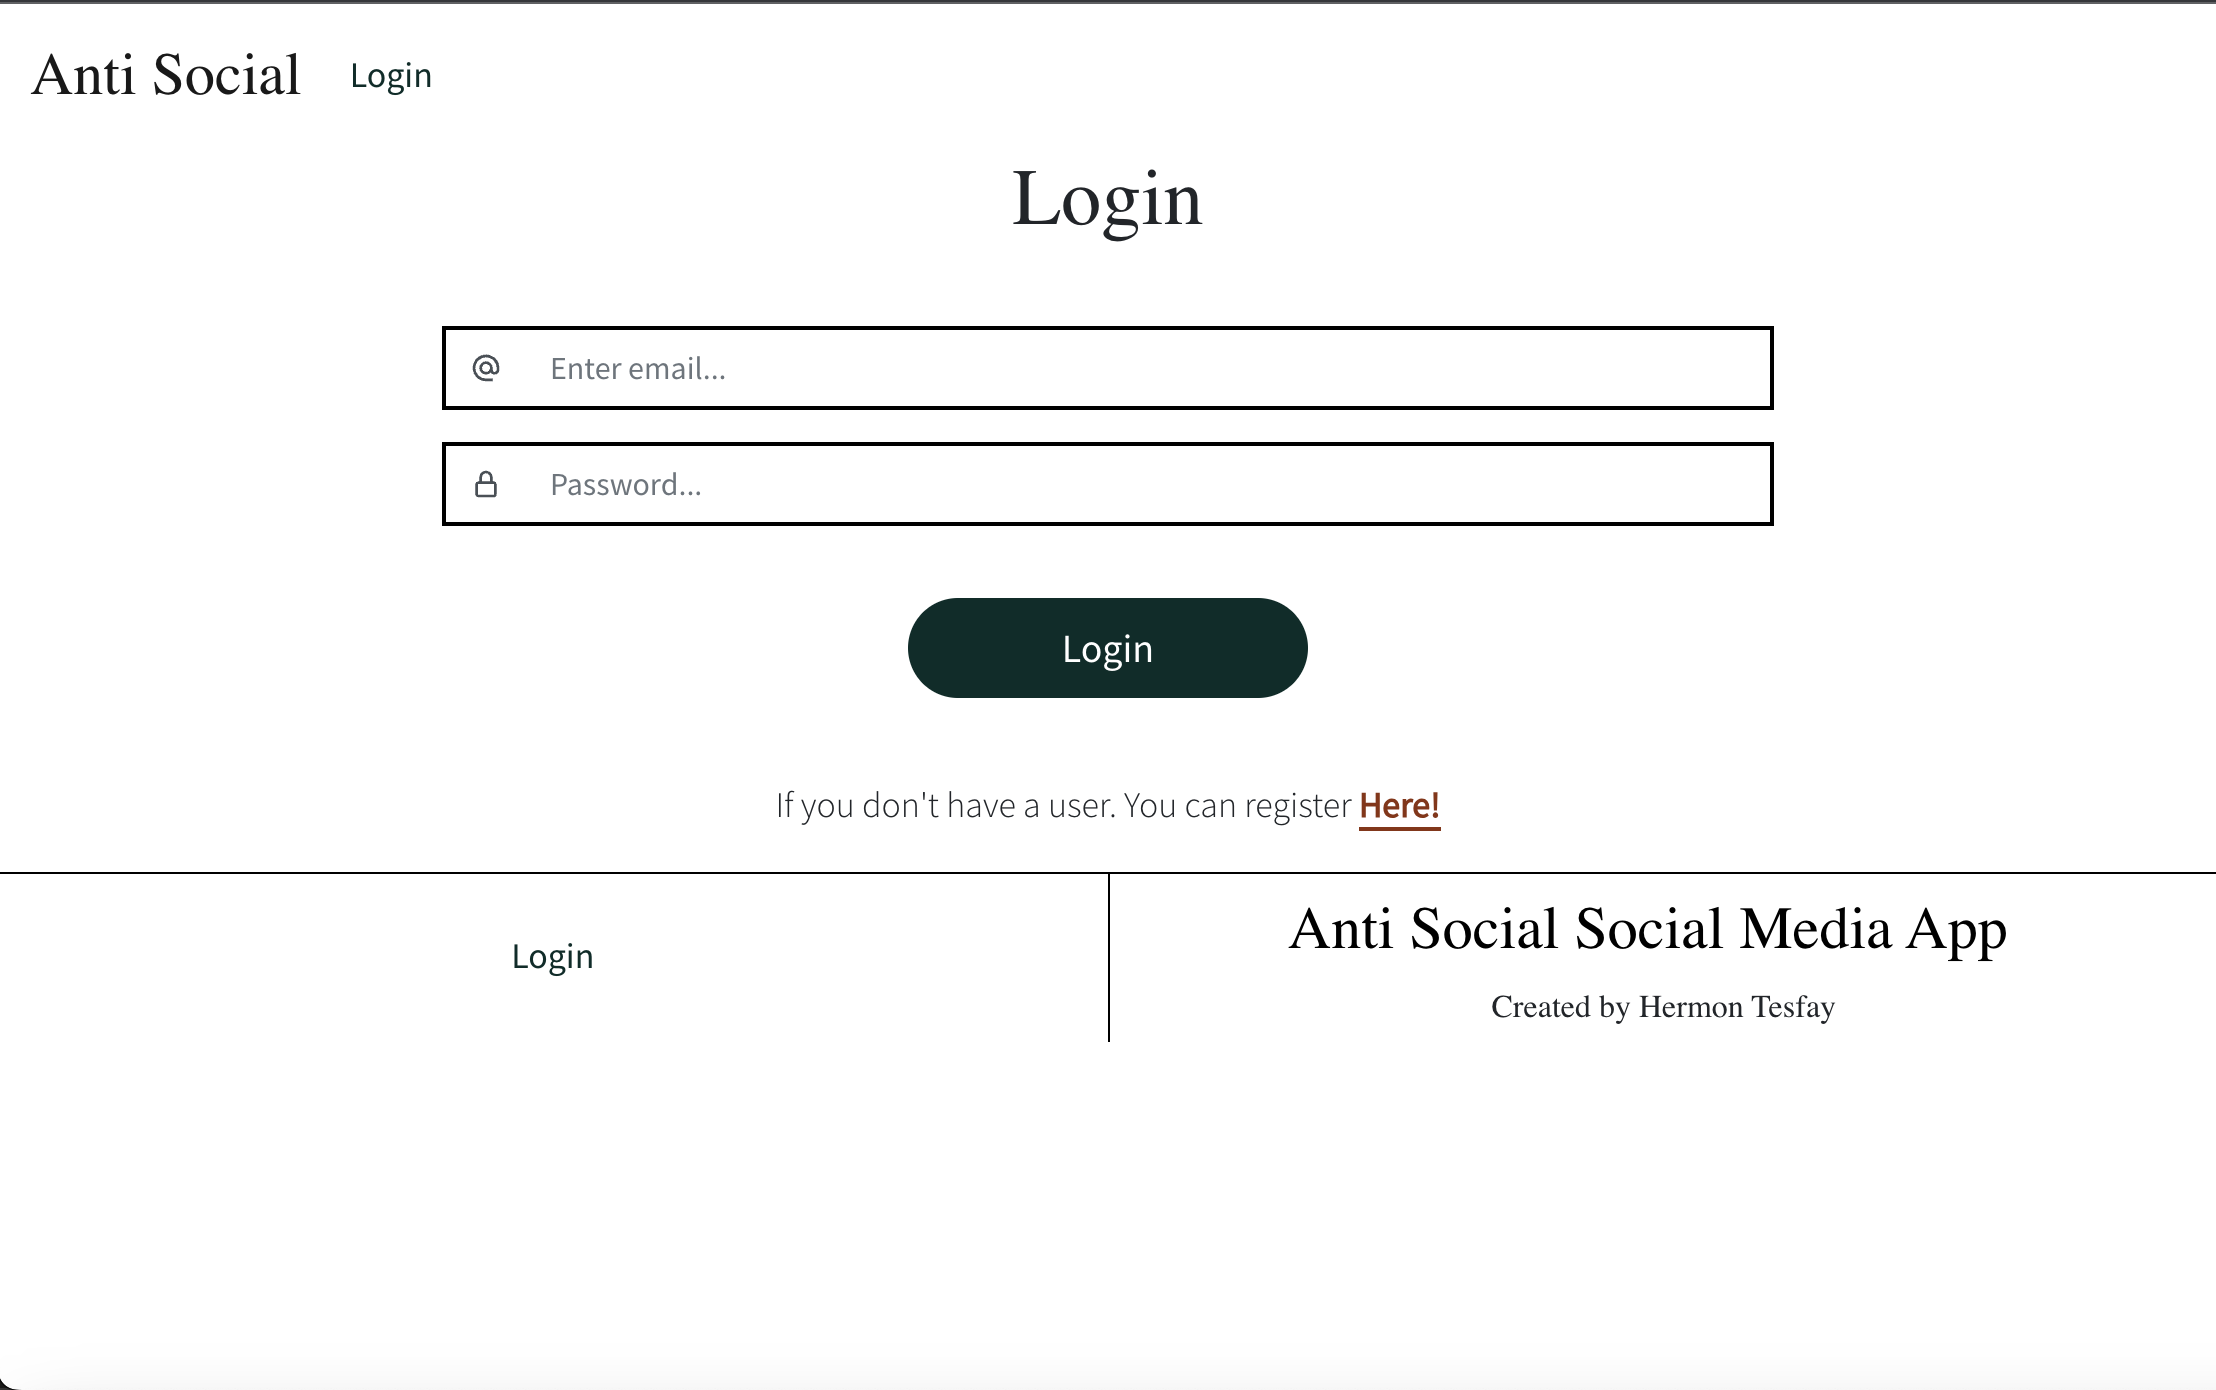 Anti Social Login
Login
Enter email...
Password...
Login
If you don't have a user. You can register Here!
Login
Anti Social Social Media App
Created by Hermon Tesfay